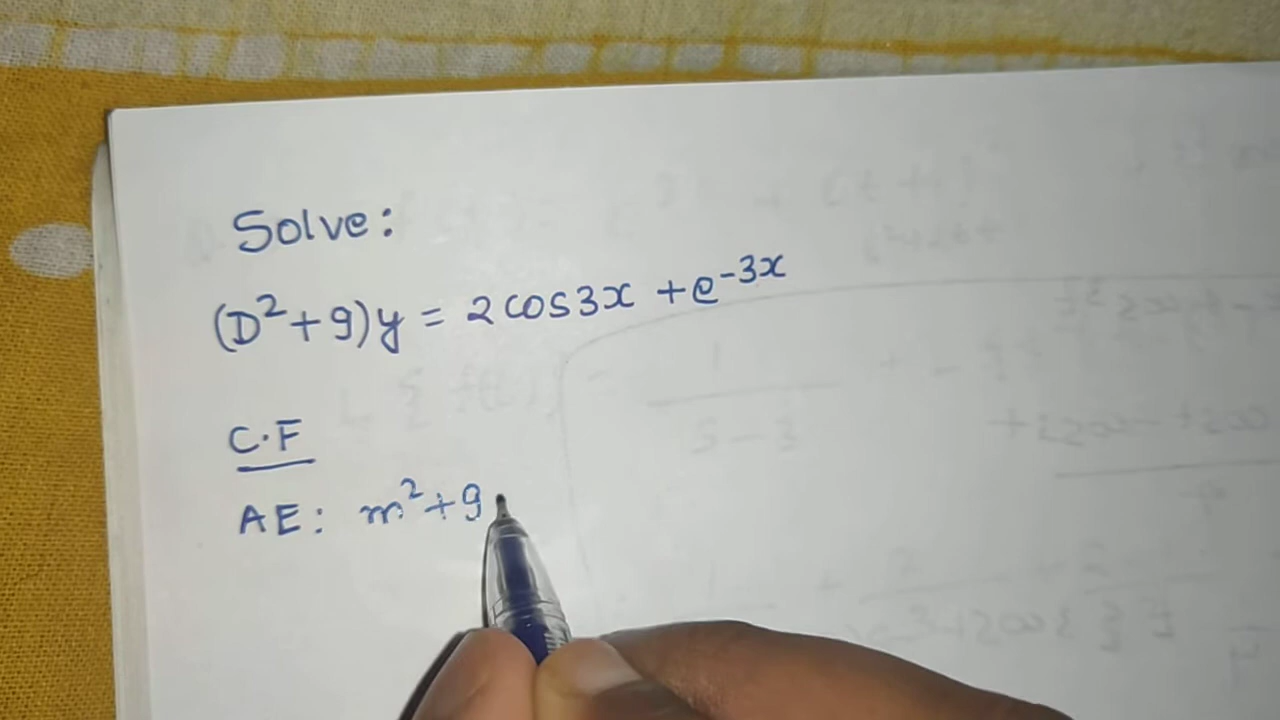 Solve:
(D²+9)y = 2cos3x + e⁻³ˣ
C.F
AE: m²+9